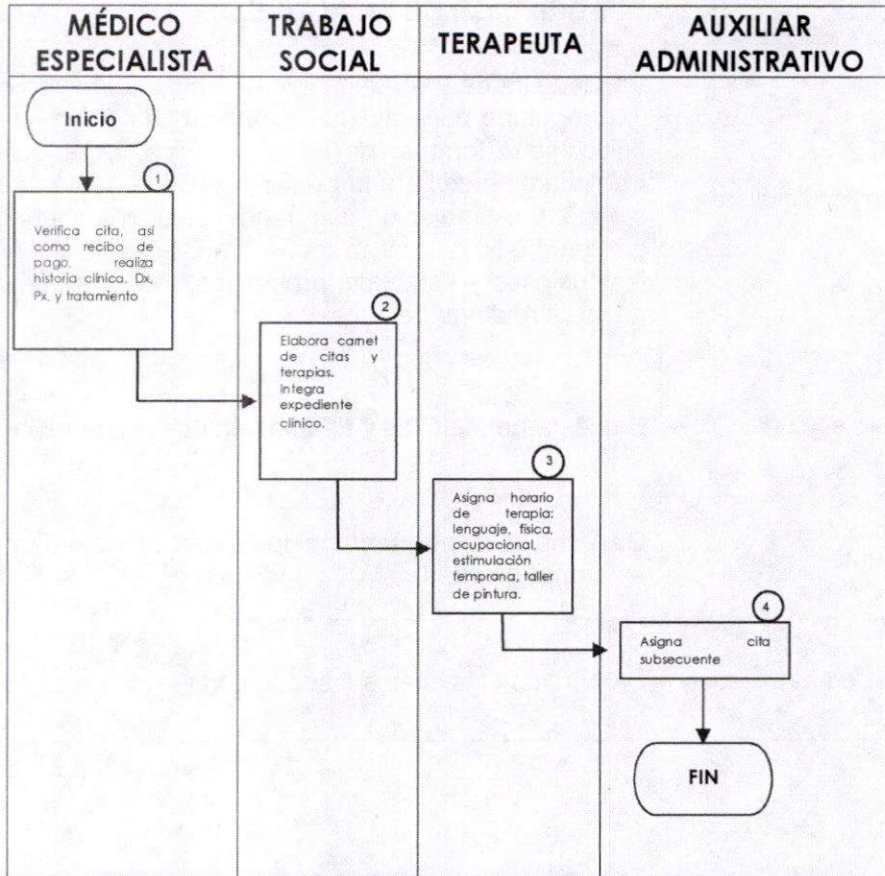 MÉDICO
ESPECIALISTA
TRABAJO
SOCIAL
TERAPEUTA
AUXILIAR
ADMINISTRATIVO
Inicio
1
Verifica cita, así
como recibo de
pago, realiza
historia clínica, Dx,
Px, y tratamiento
2
Elabora carnet
de citas y
terapias.
Integra
expediente
clínico.
3
Asigna horario
de terapia:
lenguaje, física,
ocupacional,
estimulación
temprana, taller
de pintura.
4
Asigna cita
subsecuente
FIN